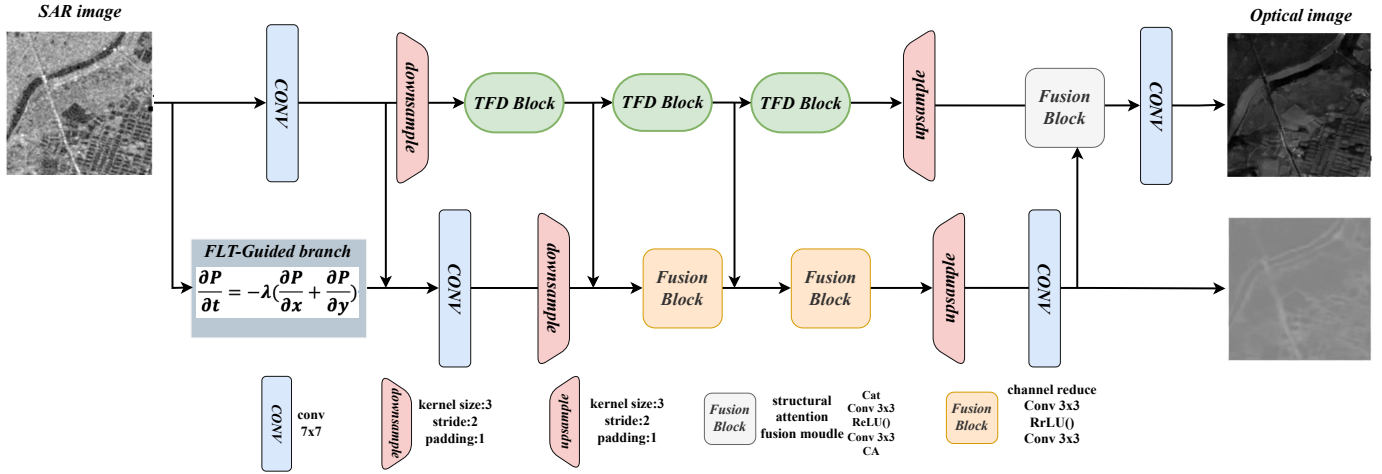 SAR image
Optical image
CONV
downsample
TFD Block
TFD Block
TFD Block
upsample
Fusion
Block
CONV
FLT-Guided branch
∂P/∂t = −λ(∂P/∂x + ∂P/∂y)
CONV
downsample
Fusion
Block
Fusion
Block
upsample
CONV
CONV
conv
7x7
downsample
kernel size:3
stride:2
padding:1
upsample
kernel size:3
stride:2
padding:1
Fusion
Block
structural
attention
fusion moudle
Cat
Conv 3x3
ReLU()
Conv 3x3
CA
Fusion
Block
channel reduce
Conv 3x3
RrLU()
Conv 3x3